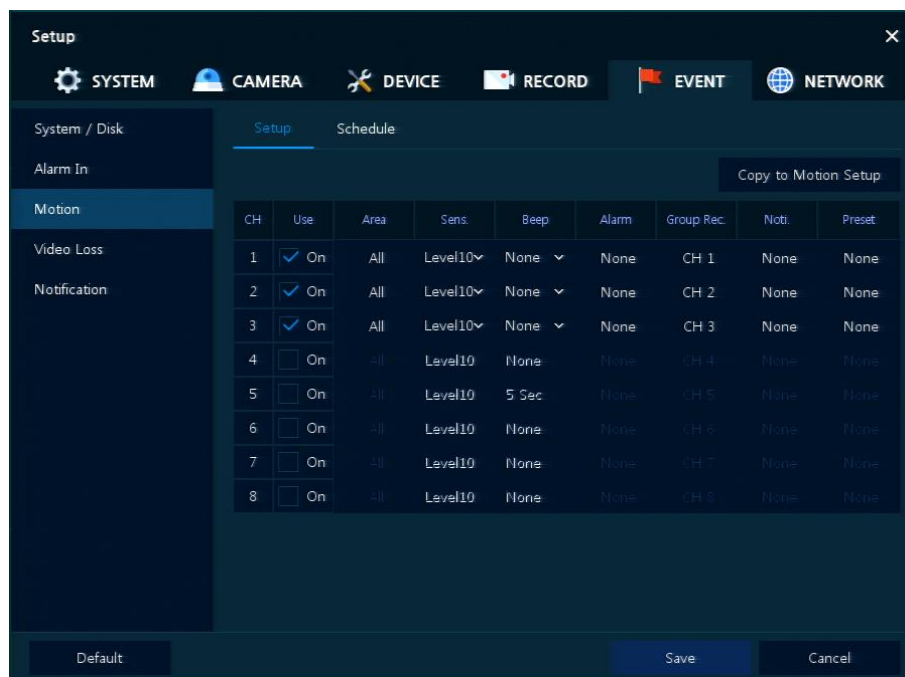 Setup
SYSTEM CAMERA DEVICE RECORD EVENT NETWORK
System / Disk
Alarm In
Motion
Video Loss
Notification
Setup Schedule
Copy to Motion Setup
CH Use Area Sens. Beep Alarm Group Rec. Noti. Preset
1 On All Level10 None None CH 1 None None
2 On All Level10 None None CH 2 None None
3 On All Level10 None None CH 3 None None
4 On All Level10 None None CH 4 None None
5 On All Level10 5 Sec None CH 5 None None
6 On All Level10 None None CH 6 None None
7 On All Level10 None None CH 7 None None
8 On All Level10 None None CH 8 None None
Default Save Cancel